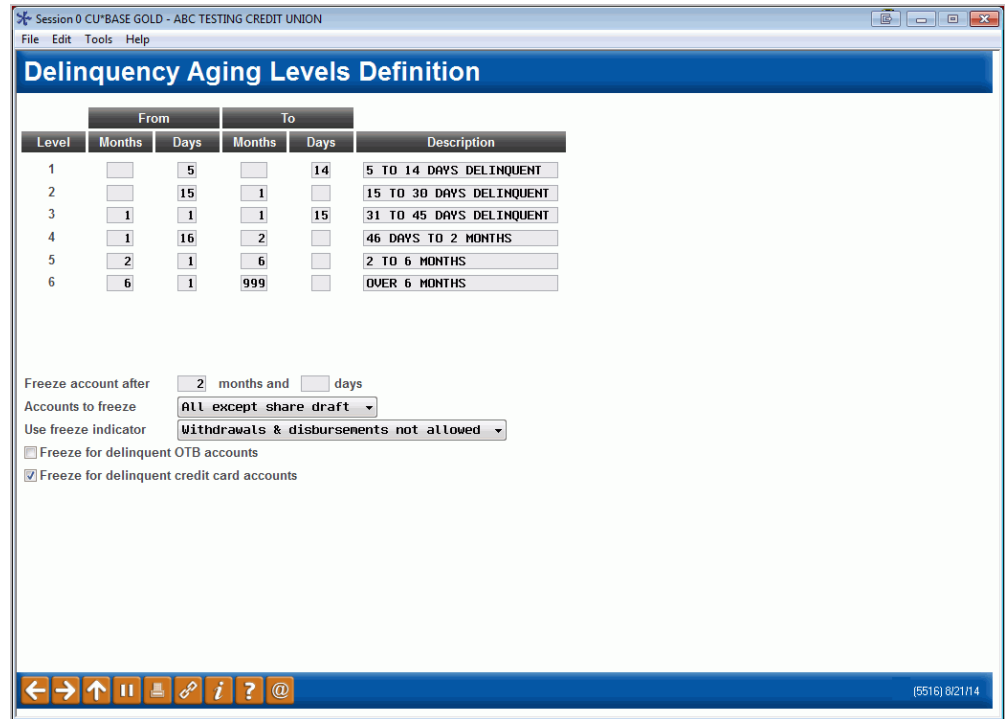 Session 0 CU*BASE GOLD - ABC TESTING CREDIT UNION
File Edit Tools Help
Delinquency Aging Levels Definition
From To
Level Months Days Months Days Description
1 5 14 5 TO 14 DAYS DELINQUENT
2 15 1 15 TO 30 DAYS DELINQUENT
3 1 1 1 15 31 TO 45 DAYS DELINQUENT
4 1 16 2 46 DAYS TO 2 MONTHS
5 2 1 6 2 TO 6 MONTHS
6 6 1 999 OVER 6 MONTHS
Freeze account after 2 months and days
Accounts to freeze All except share draft
Use freeze indicator Withdrawals & disbursements not allowed
Freeze for delinquent OTB accounts
Freeze for delinquent credit card accounts
i ? @ (5516) 8/21/14